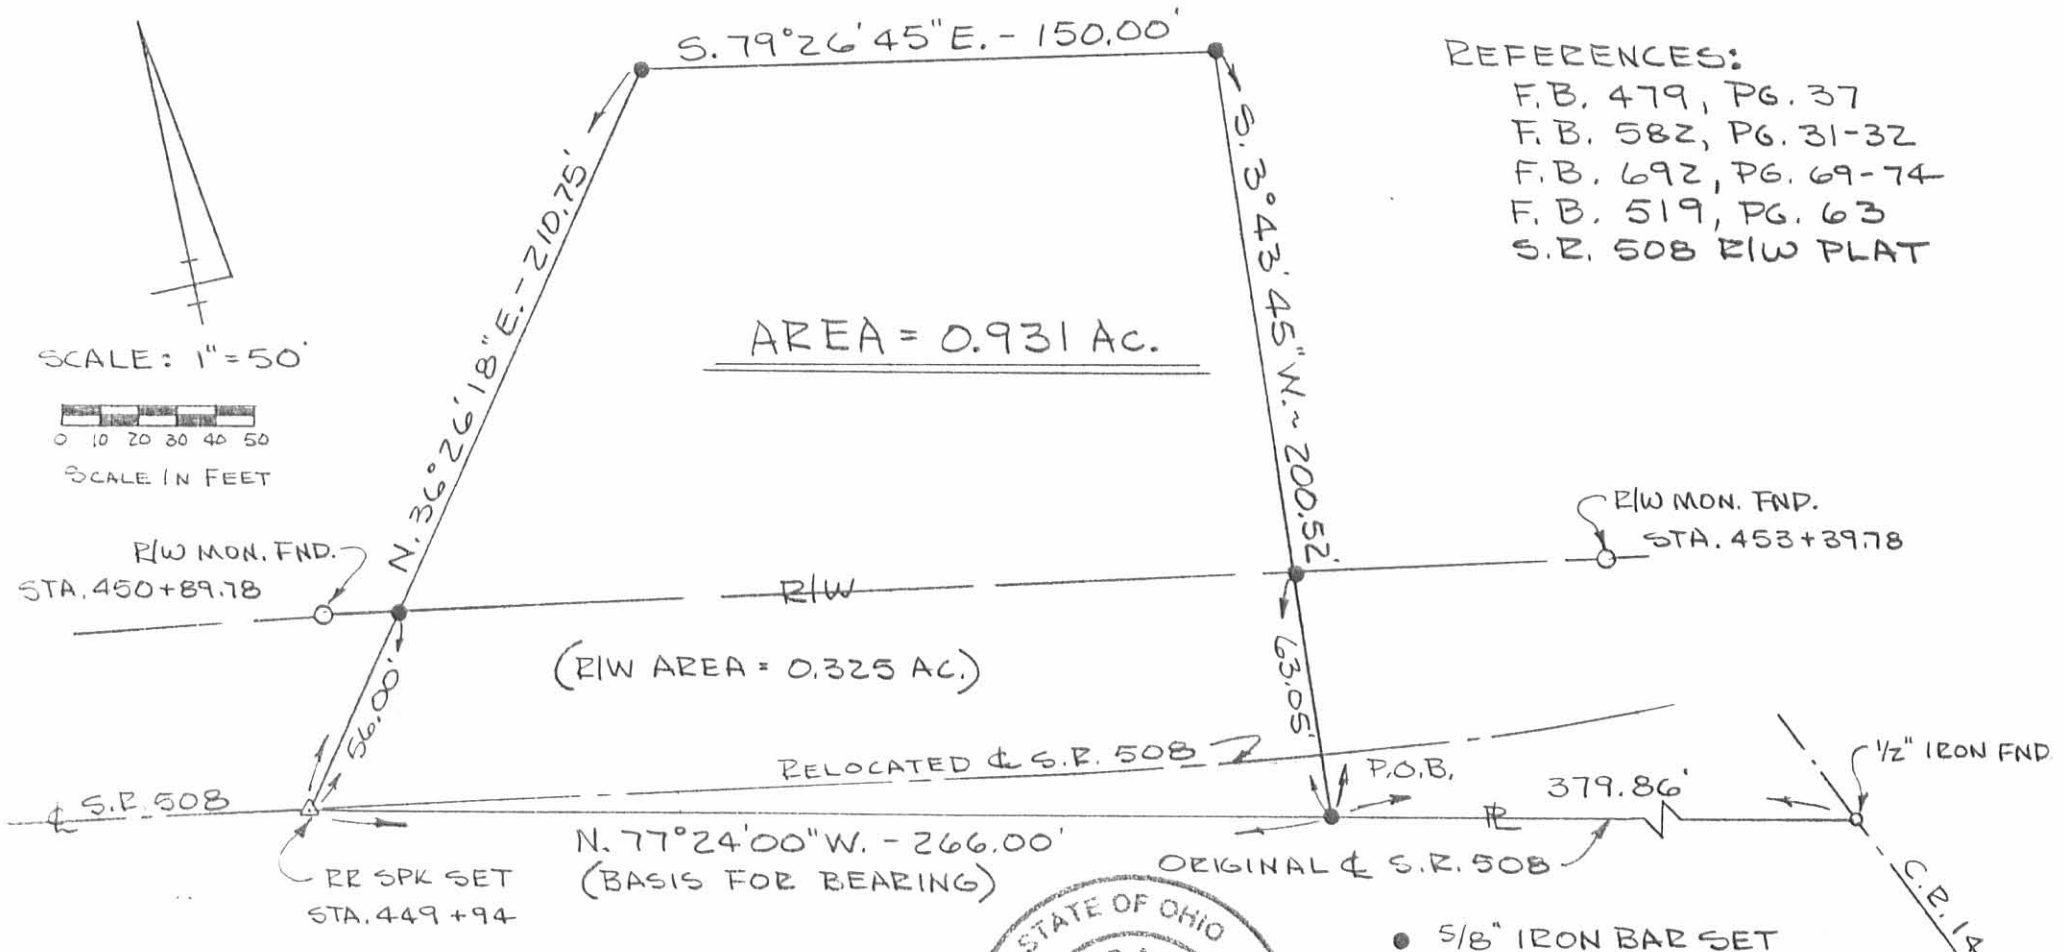 S. 79°26'45"E. - 150.00'
REFERENCES:
F.B. 479, PG. 37
F.B. 582, PG. 31-32
F.B. 692, PG. 69-74
F.B. 519, PG. 63
S.R. 508 R/W PLAT
N. 36°26'18"E. - 210.75'
S. 3°43'45"W. ~ 200.52'
AREA = 0.931 AC.
SCALE: 1"=50'
0 10 20 30 40 50
SCALE IN FEET
R/W MON. FND.
STA. 450+89.78
R/W MON. FND.
STA. 453+39.78
R/W
(R/W AREA = 0.325 AC.)
56.00'
63.05'
RELOCATED ℄ S.R. 508
P.O.B.
379.86'
1/2" IRON FND
℄ S.R. 508
N. 77°24'00"W. - 266.00'
(BASIS FOR BEARING)
ORIGINAL ℄ S.R. 508
RR SPK SET
STA. 449+94
STATE OF OHIO
C.R. 1
5/8" IRON BAR SET